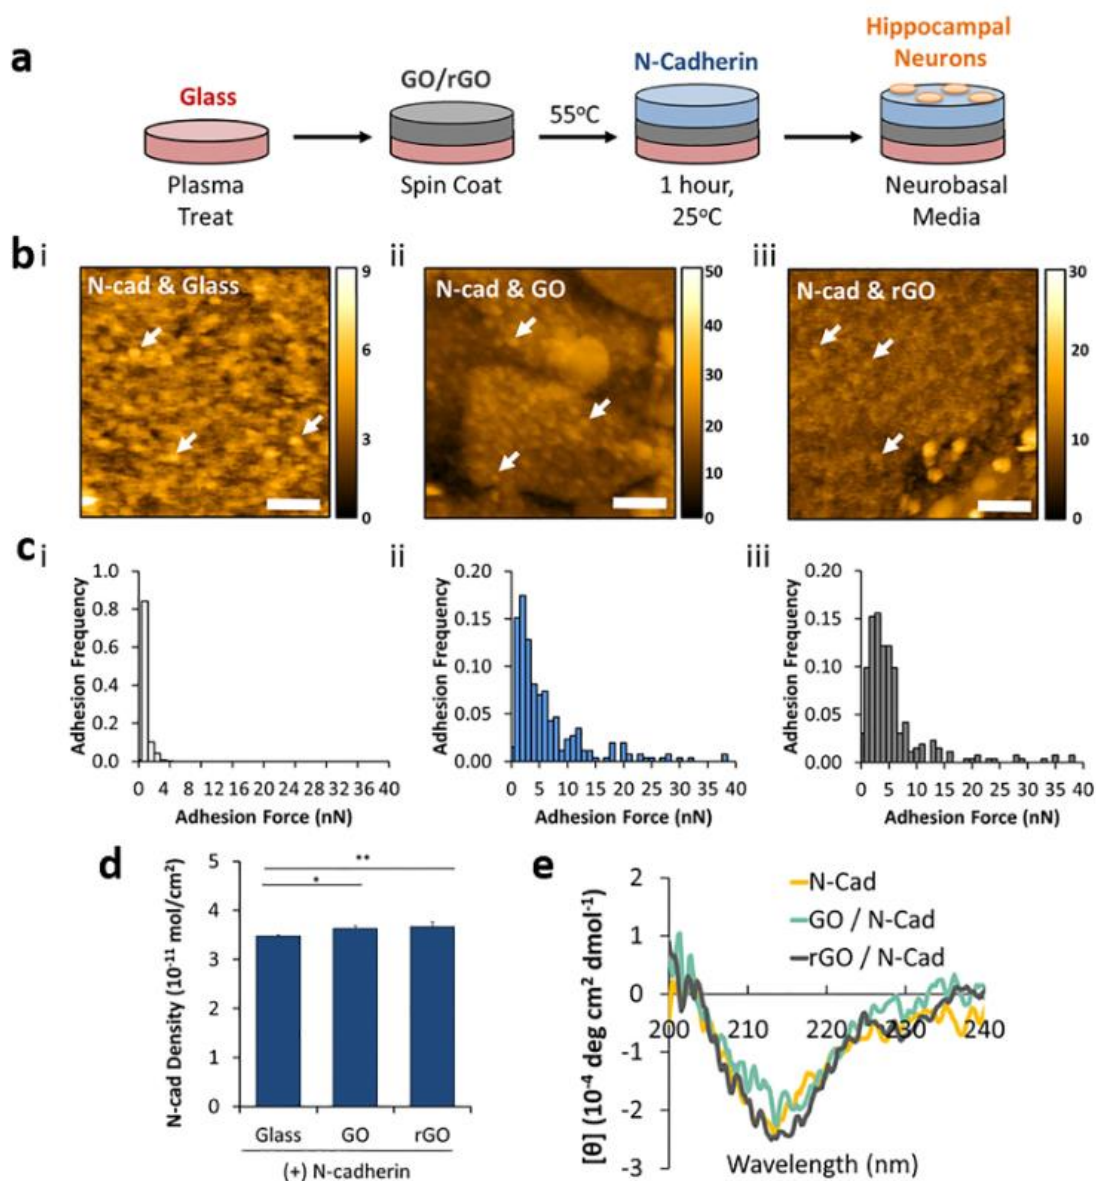 a
Glass
Plasma
Treat
GO/rGO
Spin Coat
55°C
N-Cadherin
1 hour,
25°C
Hippocampal
Neurons
Neurobasal
Media
b
i
N-cad & Glass
9
6
3
0
ii
N-cad & GO
50
40
30
20
10
0
iii
N-cad & rGO
30
20
10
0
c
i
Adhesion Frequency
1.0
0.8
0.6
0.4
0.2
0.0
0 4 8 12 16 20 24 28 32 36 40
Adhesion Force (nN)
ii
Adhesion Frequency
0.20
0.15
0.10
0.05
0.00
0 5 10 15 20 25 30 35 40
Adhesion Force (nN)
iii
Adhesion Frequency
0.20
0.15
0.10
0.05
0.00
0 5 10 15 20 25 30 35 40
Adhesion Force (nN)
d
N-cad Density (10⁻¹¹ mol/cm²)
5
4
3
2
1
0
**
*
Glass GO rGO
(+) N-cadherin
e
[θ] (10⁻⁴ deg cm² dmol⁻¹)
2
1
0
-1
-2
-3
N-Cad
GO / N-Cad
rGO / N-Cad
200 210 220 230 240
Wavelength (nm)